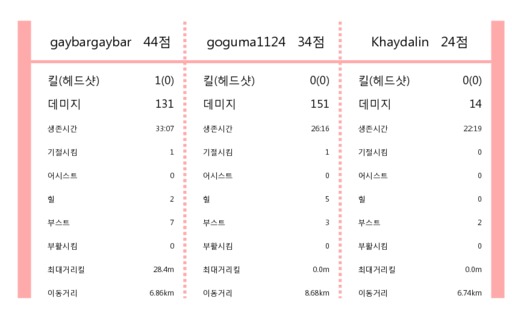 gaybargaybar 44점 goguma1124 34점 Khaydalin 24점
킬(헤드샷) 1(0) 킬(헤드샷) 0(0) 킬(헤드샷) 0(0)
데미지 131 데미지 151 데미지 14
생존시간 33:07 생존시간 26:16 생존시간 22:19
기절시킴 1 기절시킴 1 기절시킴 0
어시스트 0 어시스트 0 어시스트 0
힐 2 힐 5 힐 0
부스트 7 부스트 3 부스트 2
부활시킴 0 부활시킴 0 부활시킴 0
최대거리킬 28.4m 최대거리킬 0.0m 최대거리킬 0.0m
이동거리 6.86km 이동거리 8.68km 이동거리 6.74km